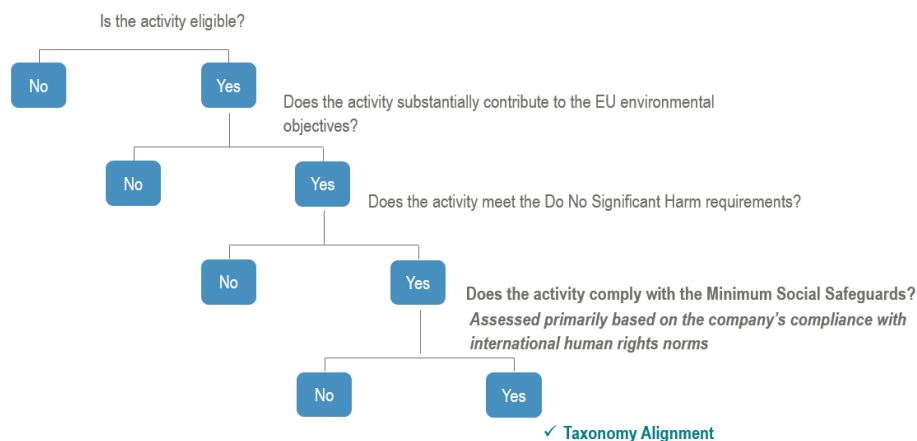 Is the activity eligible?
No
Yes
Does the activity substantially contribute to the EU environmental
objectives?
No
Yes
Does the activity meet the Do No Significant Harm requirements?
No
Yes
Does the activity comply with the Minimum Social Safeguards?
Assessed primarily based on the company's compliance with
international human rights norms
No
Yes
✓ Taxonomy Alignment